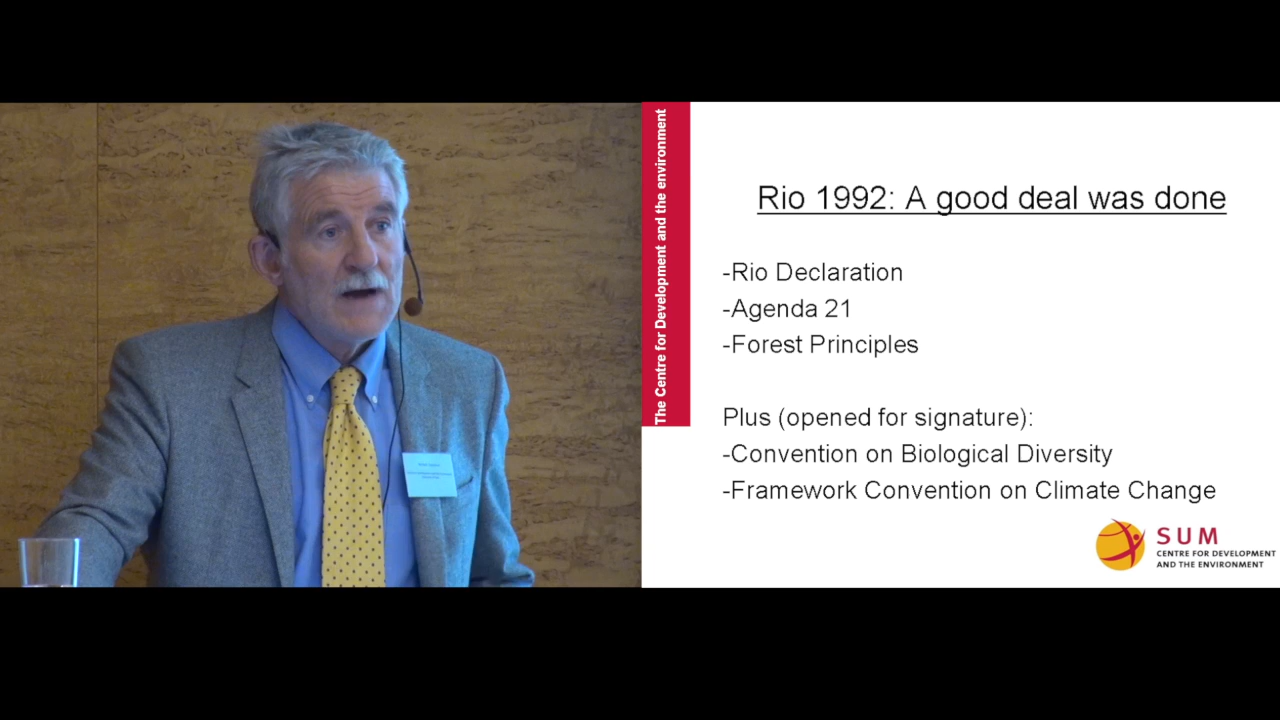 The Centre for Development and the environment
Rio 1992: A good deal was done
-Rio Declaration
-Agenda 21
-Forest Principles
Plus (opened for signature):
-Convention on Biological Diversity
-Framework Convention on Climate Change
SUM
CENTRE FOR DEVELOPMENT
AND THE ENVIRONMENT